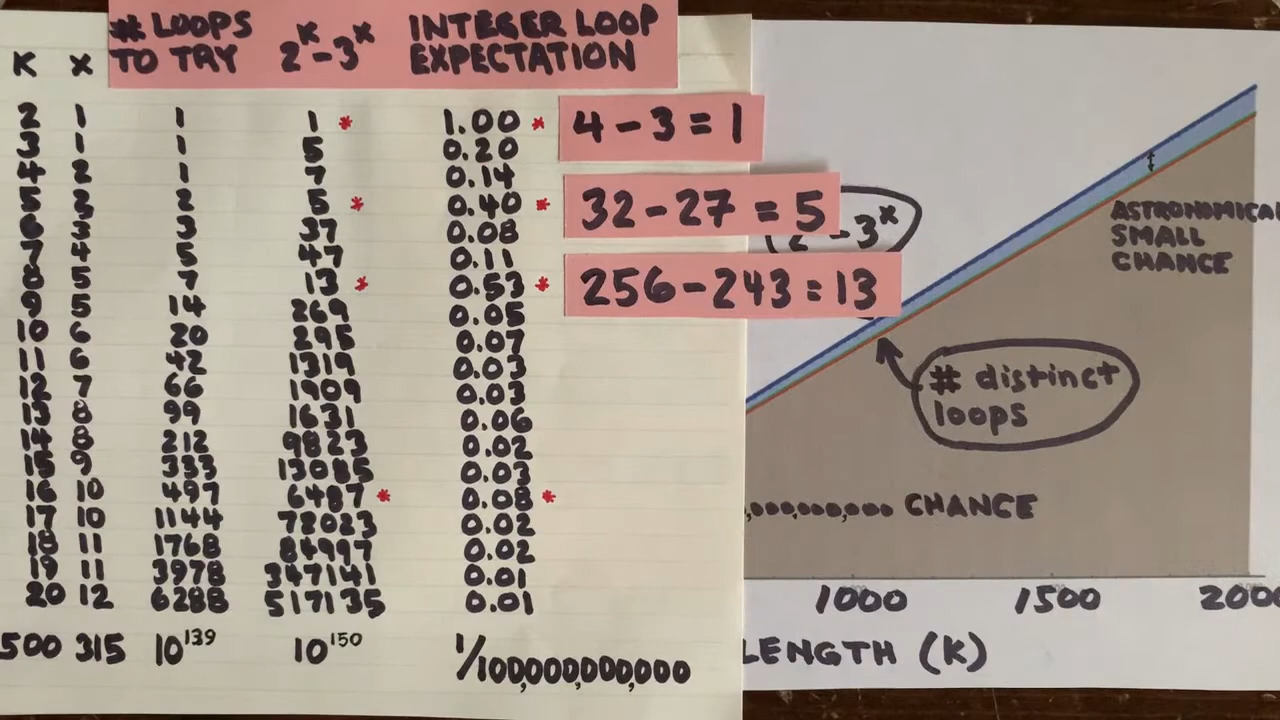 K X # LOOPS TO TRY 2^K-3^X INTEGER LOOP EXPECTATION
2 1 1 1 * 1.00 * 4-3=1
3 1 1 5 0.20
4 2 1 7 0.14
5 3 2 5 * 0.40 * 32-27=5
6 3 3 37 0.08
7 4 5 47 0.11
8 5 7 13 * 0.53 * 256-243=13
9 5 14 269 0.05
10 6 20 295 0.07
11 6 42 1319 0.03
12 7 66 1909 0.03
13 8 99 1631 0.06
14 8 212 9823 0.02
15 9 333 13085 0.03
16 10 497 6487 * 0.08 *
17 10 1144 72023 0.02
18 11 1768 84997 0.02
19 11 3978 347141 0.01
20 12 6288 517135 0.01
500 315 10^139 10^150 1/100,000,000,000
-3^X
ASTRONOMICAL
SMALL
CHANCE
# distinct
loops
,000,000,000 CHANCE
1000 1500 2000
LENGTH (K)